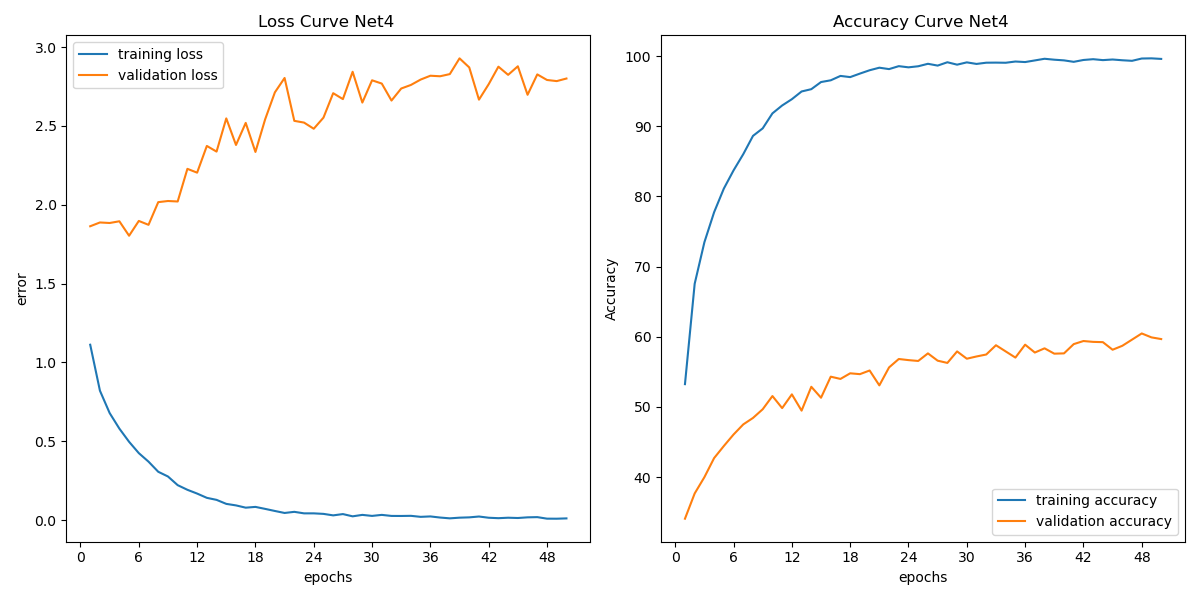 Loss Curve Net4
training loss
validation loss
3.0
2.5
2.0
1.5
1.0
0.5
0.0
error
0 6 12 18 24 30 36 42 48
epochs
Accuracy Curve Net4
100
90
80
70
60
50
40
Accuracy
training accuracy
validation accuracy
0 6 12 18 24 30 36 42 48
epochs